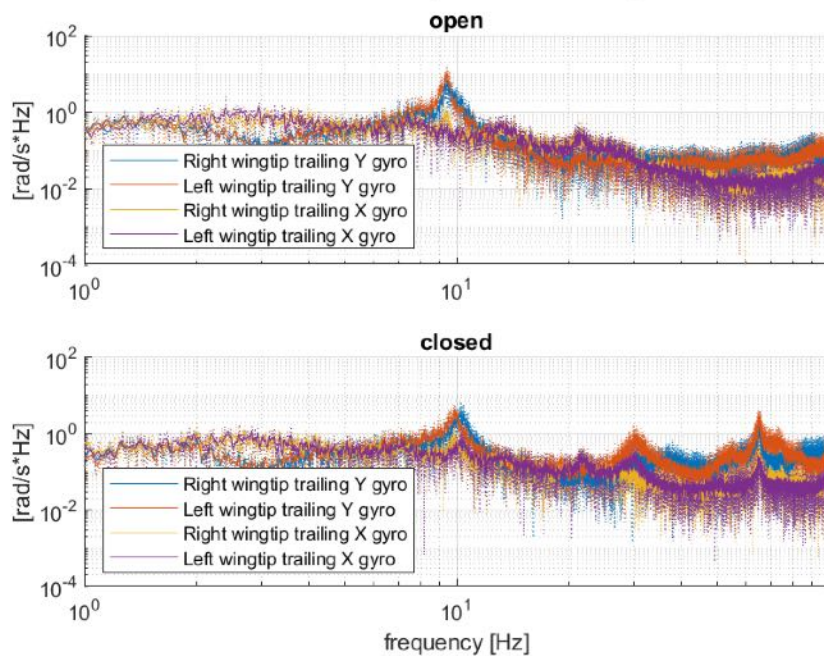 open
10^2
10^0
10^-2
10^-4
[rad/s*Hz]
Right wingtip trailing Y gyro
Left wingtip trailing Y gyro
Right wingtip trailing X gyro
Left wingtip trailing X gyro
10^0
10^1
closed
10^2
10^0
10^-2
10^-4
[rad/s*Hz]
Right wingtip trailing Y gyro
Left wingtip trailing Y gyro
Right wingtip trailing X gyro
Left wingtip trailing X gyro
10^0
10^1
frequency [Hz]